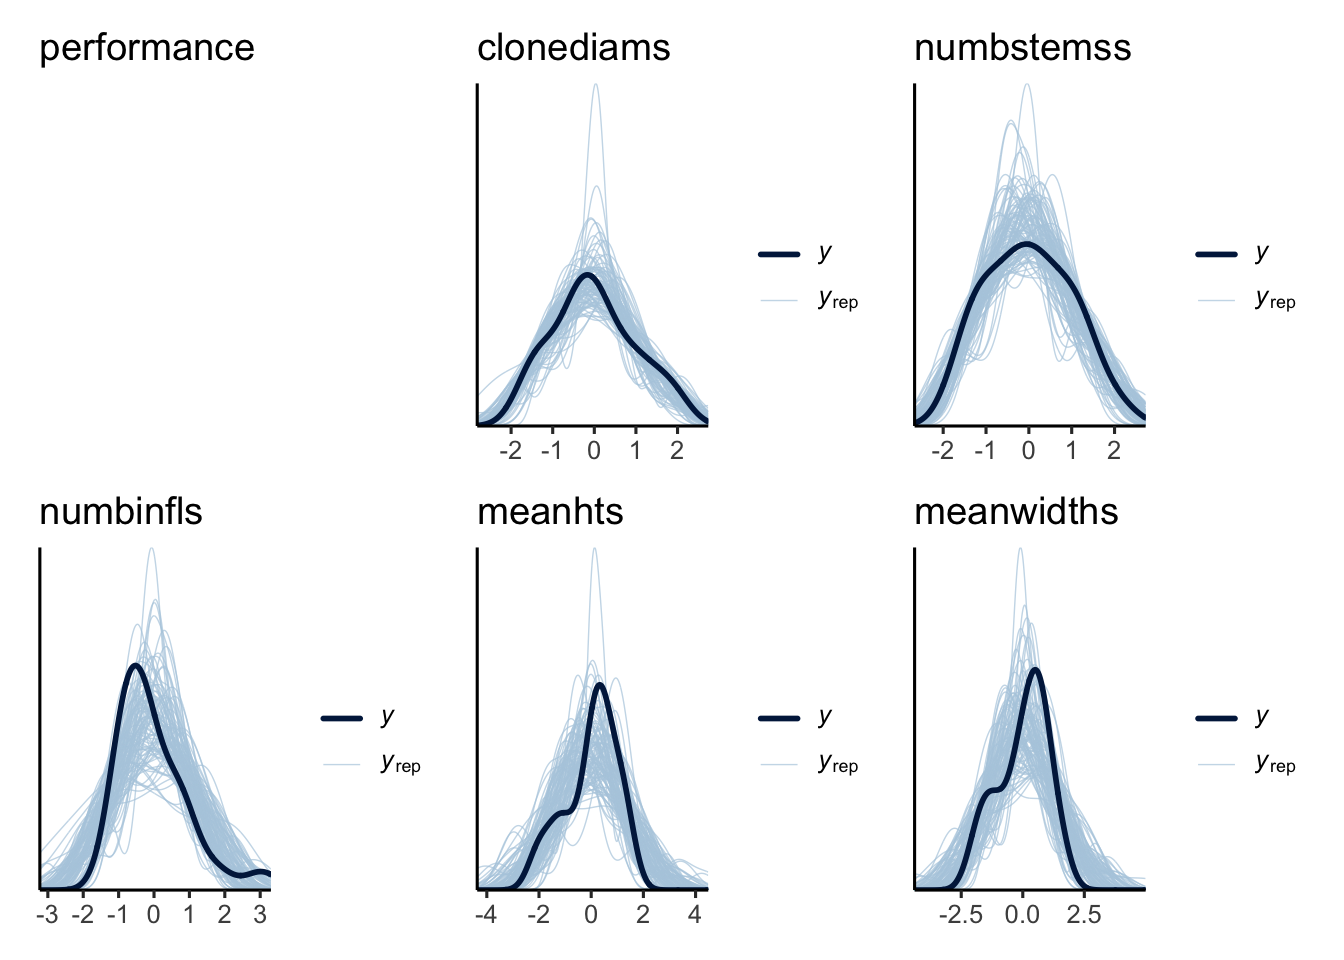 performance
clonediams
y
yrep
-2 -1 0 1 2
numbstemss
y
yrep
-2 -1 0 1 2
numbinfls
y
yrep
-3 -2 -1 0 1 2 3
meanhts
y
yrep
-4 -2 0 2 4
meanwidths
y
yrep
-2.5 0.0 2.5